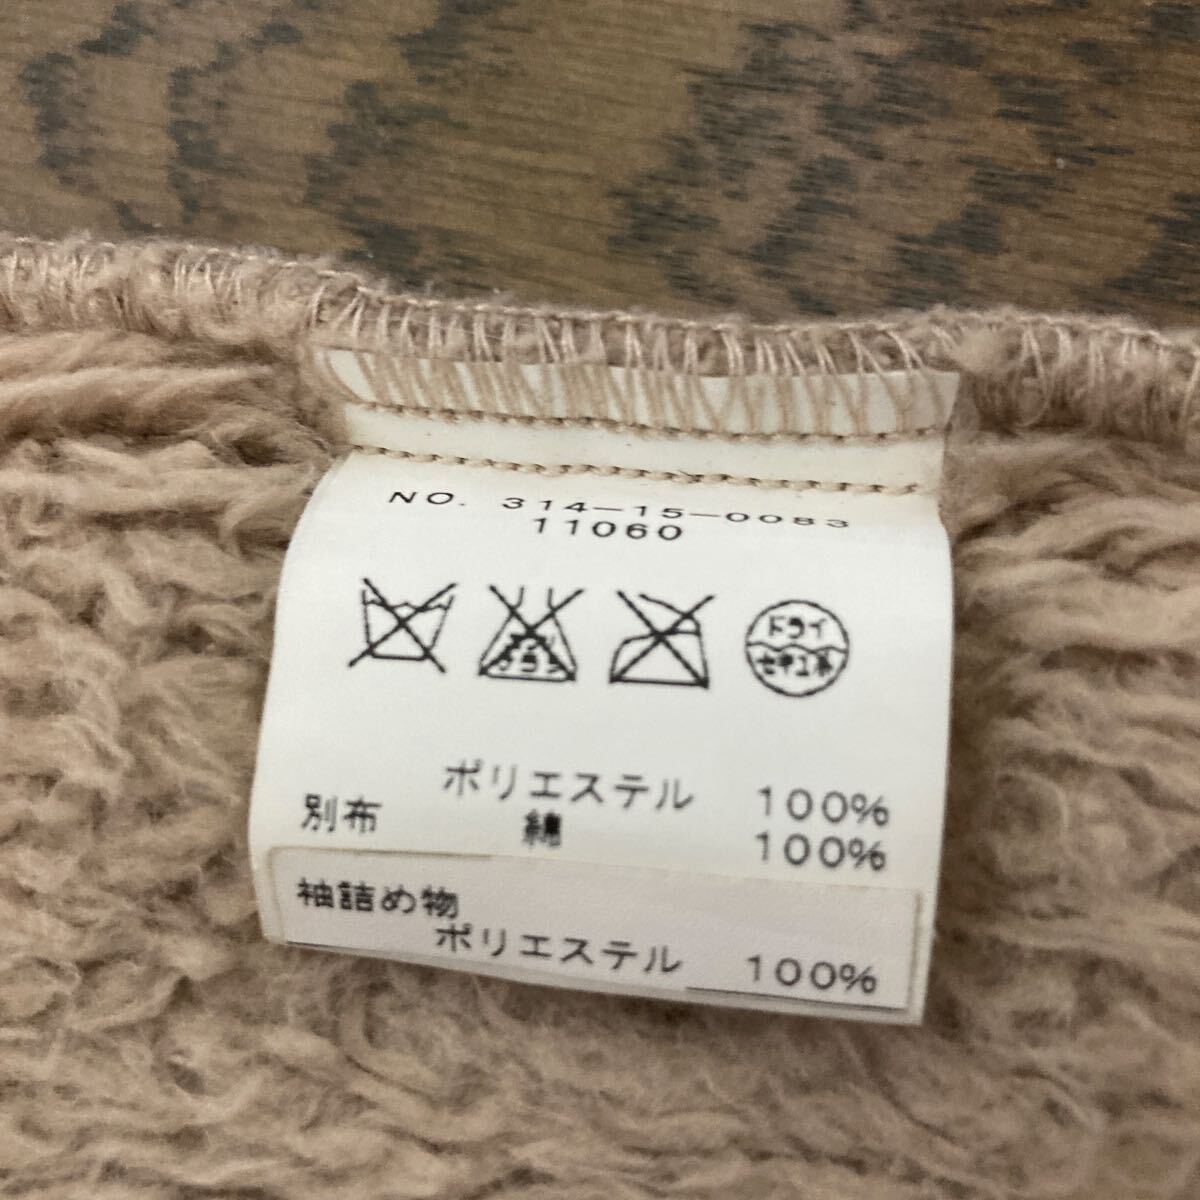 NO. 314-15-0083
11060
ドライ
セキユ系
ポリエステル 100%
別布 綿 100%
袖詰め物
ポリエステル 100%